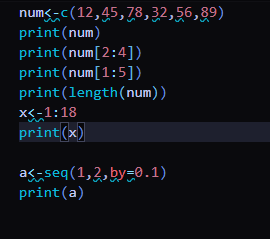 num<-c(12,45,78,32,56,89)
print(num)
print(num[2:4])
print(num[1:5])
print(length(num))
x<-1:18
print(x)
a<-seq(1,2,by=0.1)
print(a)